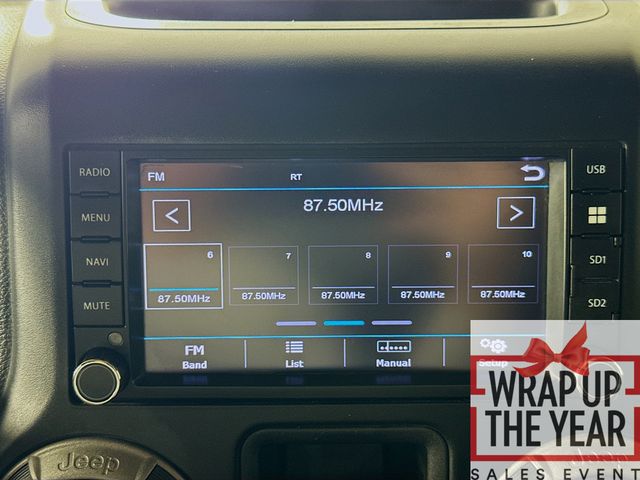 RADIO
MENU
NAVI
MUTE
FM RT
87.50MHz
< >
6 7 8 9 10
87.50MHz 87.50MHz 87.50MHz 87.50MHz 87.50MHz
FM
Band List Manual Setup
USB
SD1
SD2
Jeep
WRAP UP
THE YEAR
SALES EVENT